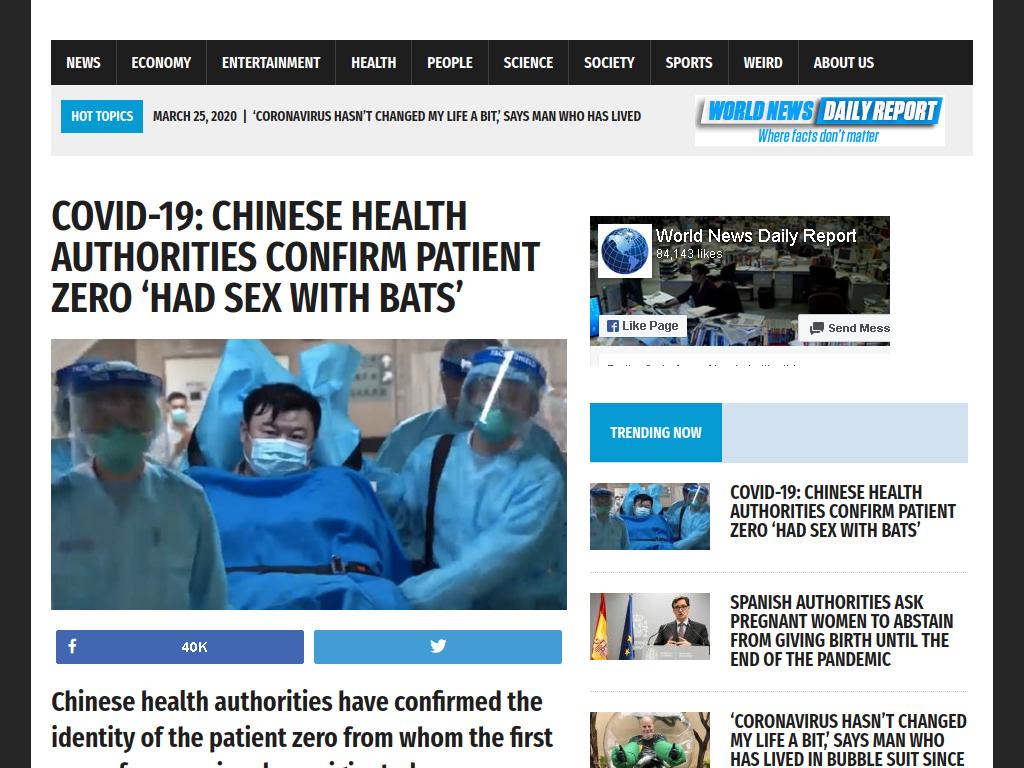 NEWS
ECONOMY
ENTERTAINMENT
HEALTH
PEOPLE
SCIENCE
SOCIETY
SPORTS
WEIRD
ABOUT US
HOT TOPICS
MARCH 25, 2020 | ‘CORONAVIRUS HASN’T CHANGED MY LIFE A BIT,’ SAYS MAN WHO HAS LIVED
WORLD NEWS DAILY REPORT
Where facts don't matter
COVID-19: CHINESE HEALTH
AUTHORITIES CONFIRM PATIENT
ZERO ‘HAD SEX WITH BATS’
40K
Chinese health authorities have confirmed the
identity of the patient zero from whom the first
World News Daily Report
84,143 likes
Like Page
Send Mess
TRENDING NOW
COVID-19: CHINESE HEALTH
AUTHORITIES CONFIRM PATIENT
ZERO ‘HAD SEX WITH BATS’
SPANISH AUTHORITIES ASK
PREGNANT WOMEN TO ABSTAIN
FROM GIVING BIRTH UNTIL THE
END OF THE PANDEMIC
‘CORONAVIRUS HASN’T CHANGED
MY LIFE A BIT,’ SAYS MAN WHO
HAS LIVED IN BUBBLE SUIT SINCE